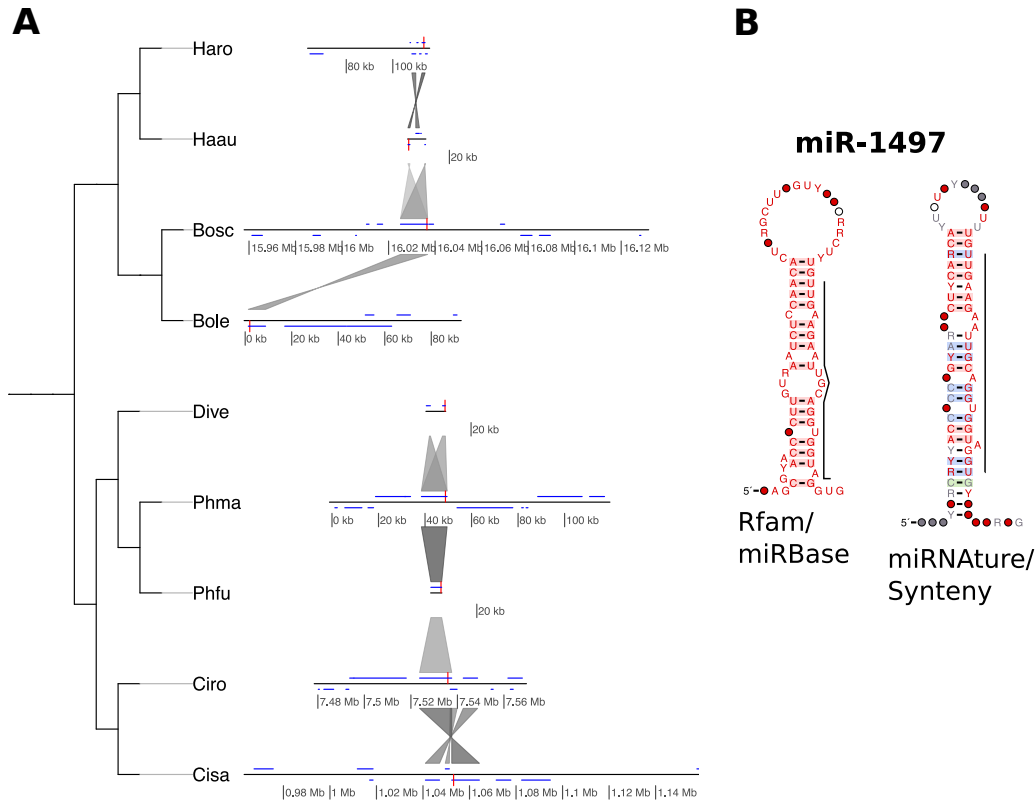 A
Haro
80 kb
100 kb
Haau
20 kb
Bosc
15.96 Mb
15.98 Mb
16 Mb
16.02 Mb
16.04 Mb
16.06 Mb
16.08 Mb
16.1 Mb
16.12 Mb
Bole
0 kb
20 kb
40 kb
60 kb
80 kb
Dive
20 kb
Phma
0 kb
20 kb
40 kb
60 kb
80 kb
100 kb
Phfu
20 kb
Ciro
7.48 Mb
7.5 Mb
7.52 Mb
7.54 Mb
7.56 Mb
Cisa
0.98 Mb
1 Mb
1.02 Mb
1.04 Mb
1.06 Mb
1.08 Mb
1.1 Mb
1.12 Mb
1.14 Mb
B
miR-1497
5´
Rfam/
miRBase
5´
miRNAture/
Synteny